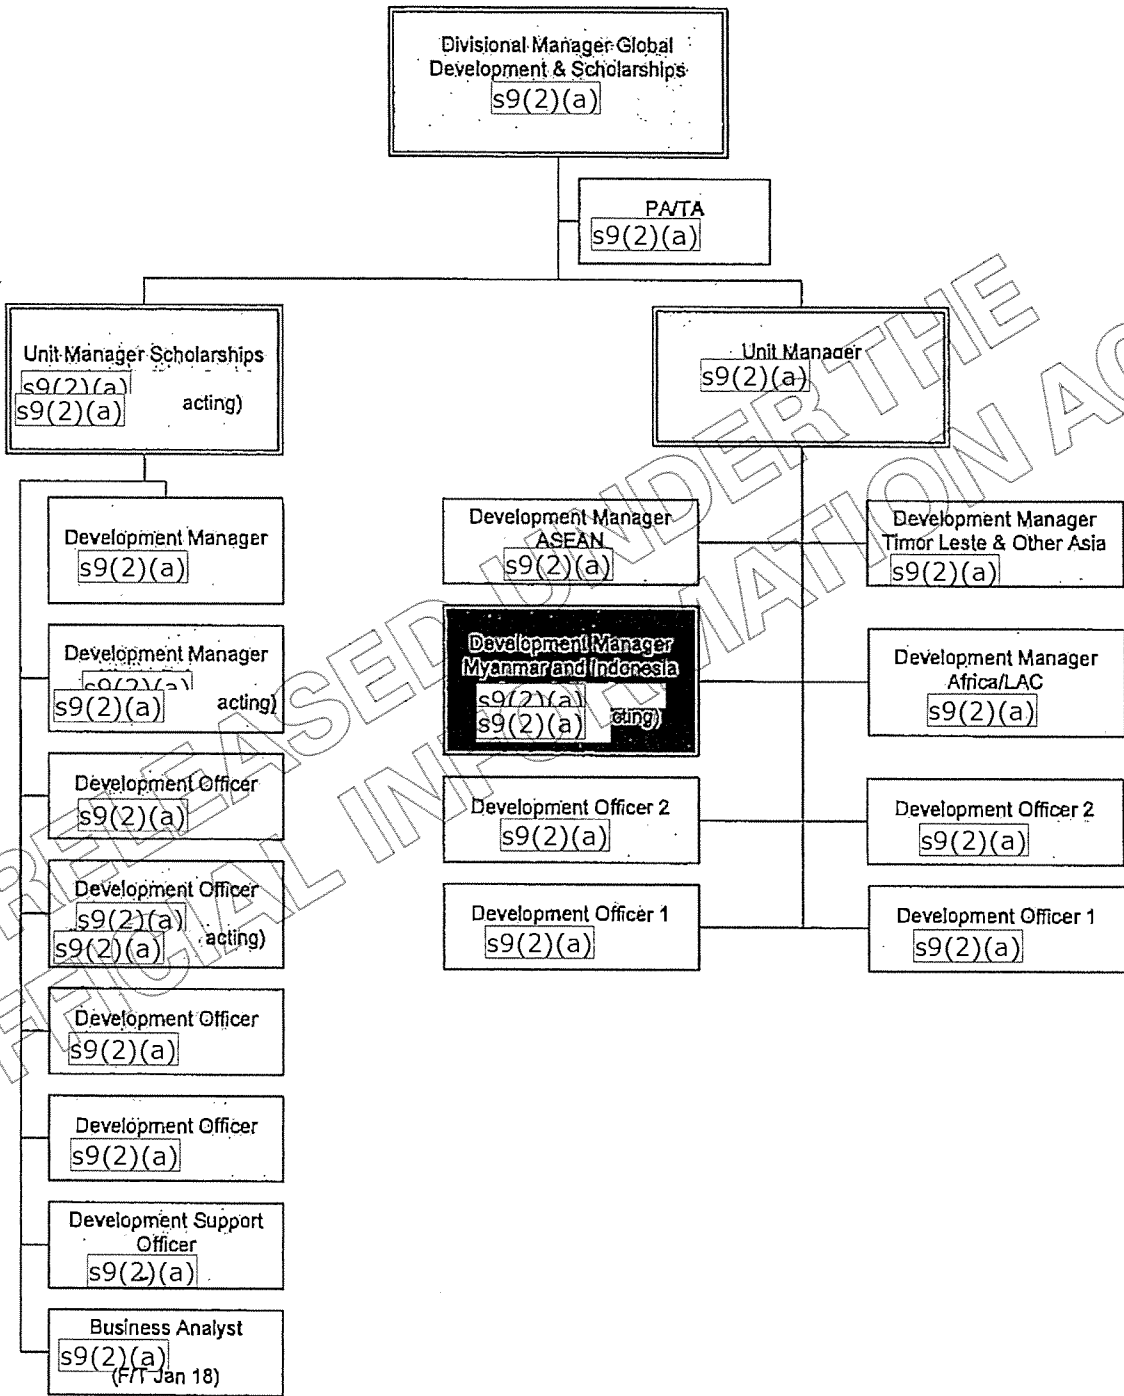 Divisional Manager Global
Development & Scholarships
s9(2)(a)
PA/TA
s9(2)(a)
Unit Manager Scholarships
s9(2)(a)
s9(2)(a) acting)
Unit Manager
s9(2)(a)
Development Manager
s9(2)(a)
Development Manager
s9(2)(a)
s9(2)(a) acting)
Development Officer
s9(2)(a)
Development Officer
s9(2)(a)
s9(2)(a) acting)
Development Officer
s9(2)(a)
Development Officer
s9(2)(a)
Development Support
Officer
s9(2)(a)
Business Analyst
s9(2)(a)
(F/T Jan 18)
Development Manager
ASEAN
s9(2)(a)
Development Manager
Timor Leste & Other Asia
s9(2)(a)
Development Manager
Myanmar and Indonesia
s9(2)(a)
s9(2)(a) cting)
Development Manager
Africa/LAC
s9(2)(a)
Development Officer 2
s9(2)(a)
Development Officer 2
s9(2)(a)
Development Officer 1
s9(2)(a)
Development Officer 1
s9(2)(a)
RELEASED UNDER THE
OFFICIAL INFORMATION AC